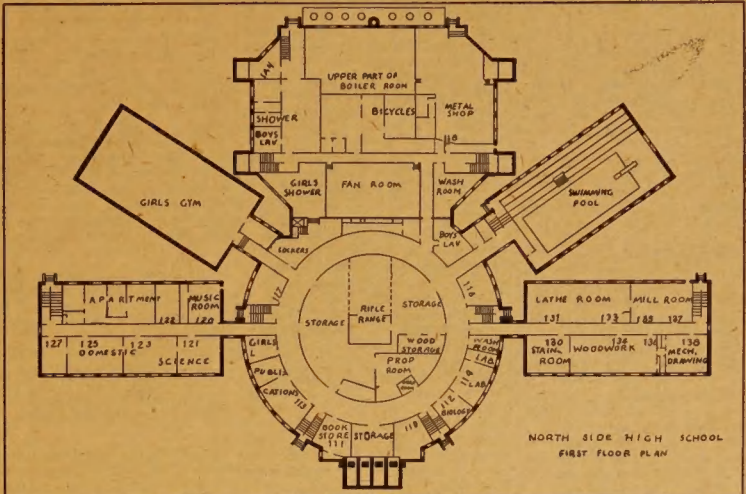 UPPER PART OF
BOILER ROOM
BICYCLES
METAL
SHOP
118
SHOWER
BOYS
LAV
GIRLS
SHOWER
FAN ROOM
WASH
ROOM
GIRLS GYM
SWIMMING
POOL
LOCKERS
BOYS
LAV
117
116
STORAGE
RIFLE
RANGE
STORAGE
APARTMENT
MUSIC
ROOM
122 120
127 125 123 121
DOMESTIC SCIENCE
LATHE ROOM
MILL ROOM
131 133 135 137
130 134 136 138
STAIN
ROOM
WOODWORK
MECH.
DRAWING
GIRLS
L
PUBLI
CATIONS
113
WOOD
STORAGE
PROP
ROOM
WASH
ROOM
LAB
114
LAB
112
BIOLOGY
110
BOOK
STORE
111
STORAGE
NORTH SIDE HIGH SCHOOL
FIRST FLOOR PLAN